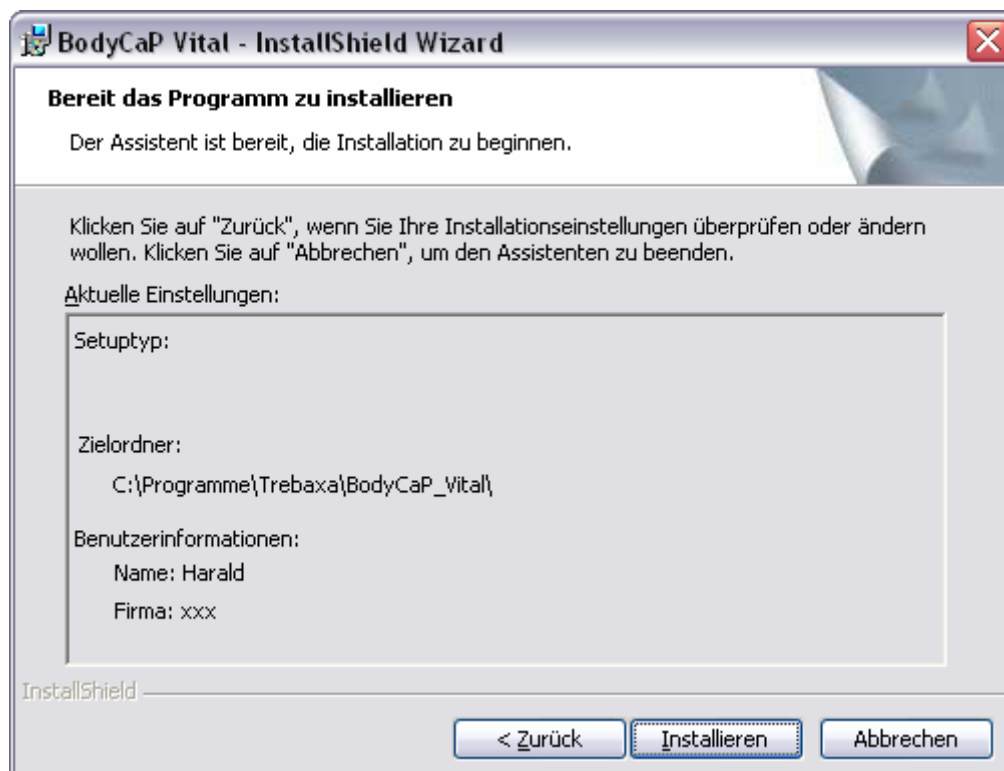 BodyCaP Vital - InstallShield Wizard
Bereit das Programm zu installieren
Der Assistent ist bereit, die Installation zu beginnen.
Klicken Sie auf "Zurück", wenn Sie Ihre Installationseinstellungen überprüfen oder ändern
wollen. Klicken Sie auf "Abbrechen", um den Assistenten zu beenden.
Aktuelle Einstellungen:
Setuptyp:
Zielordner:
C:\Programme\Trebaxa\BodyCaP_Vital\
Benutzerinformationen:
Name: Harald
Firma: xxx
InstallShield
< Zurück
Installieren
Abbrechen